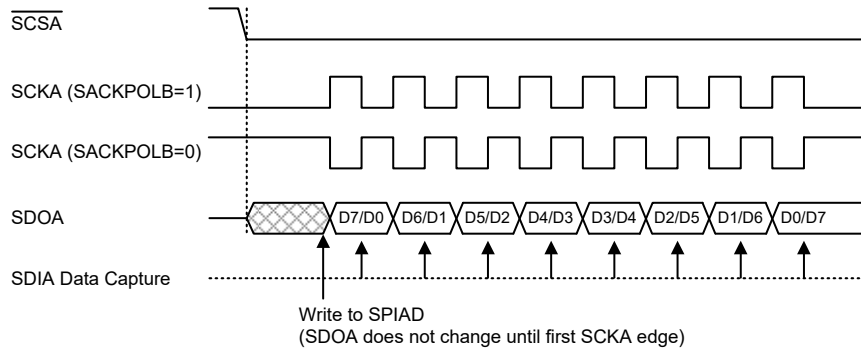 SCSA
SCKA (SACKPOLB=1)
SCKA (SACKPOLB=0)
SDOA D7/D0 D6/D1 D5/D2 D4/D3 D3/D4 D2/D5 D1/D6 D0/D7
SDIA Data Capture
Write to SPIAD
(SDOA does not change until first SCKA edge)